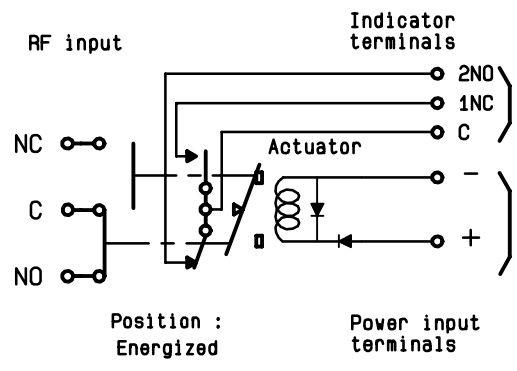 RF input
Indicator
terminals
2NO
1NC
C
Actuator
NC
C
NO
−
+
Position :
Energized
Power input
terminals